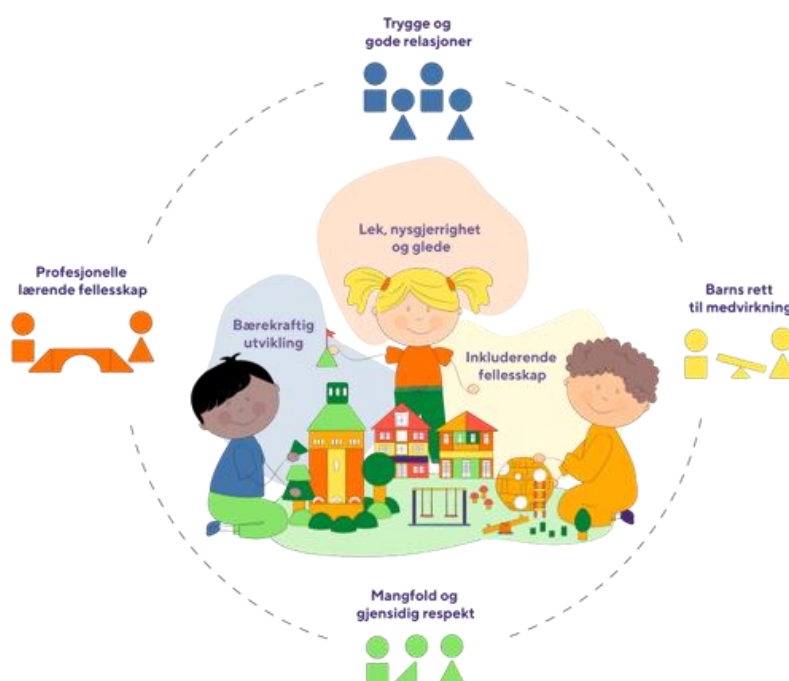 Trygge og
gode relasjoner
Lek, nysgjerrighet
og glede
Profesjonelle
lærende fellesskap
Barns rett
til medvirkning
Bærekraftig
utvikling
Inkluderende
fellesskap
Mangfold og
gjensidig respekt